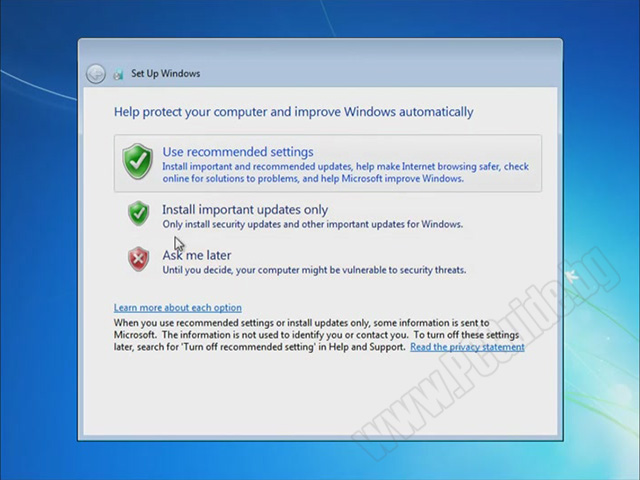 Set Up Windows
Help protect your computer and improve Windows automatically
Use recommended settings
Install important and recommended updates, help make Internet browsing safer, check
online for solutions to problems, and help Microsoft improve Windows.
Install important updates only
Only install security updates and other important updates for Windows.
Ask me later
Until you decide, your computer might be vulnerable to security threats.
Learn more about each option
When you use recommended settings or install updates only, some information is sent to
Microsoft. The information is not used to identify you or contact you. To turn off these settings
later, search for 'Turn off recommended setting' in Help and Support. Read the privacy statement
www.PCGuide.bg